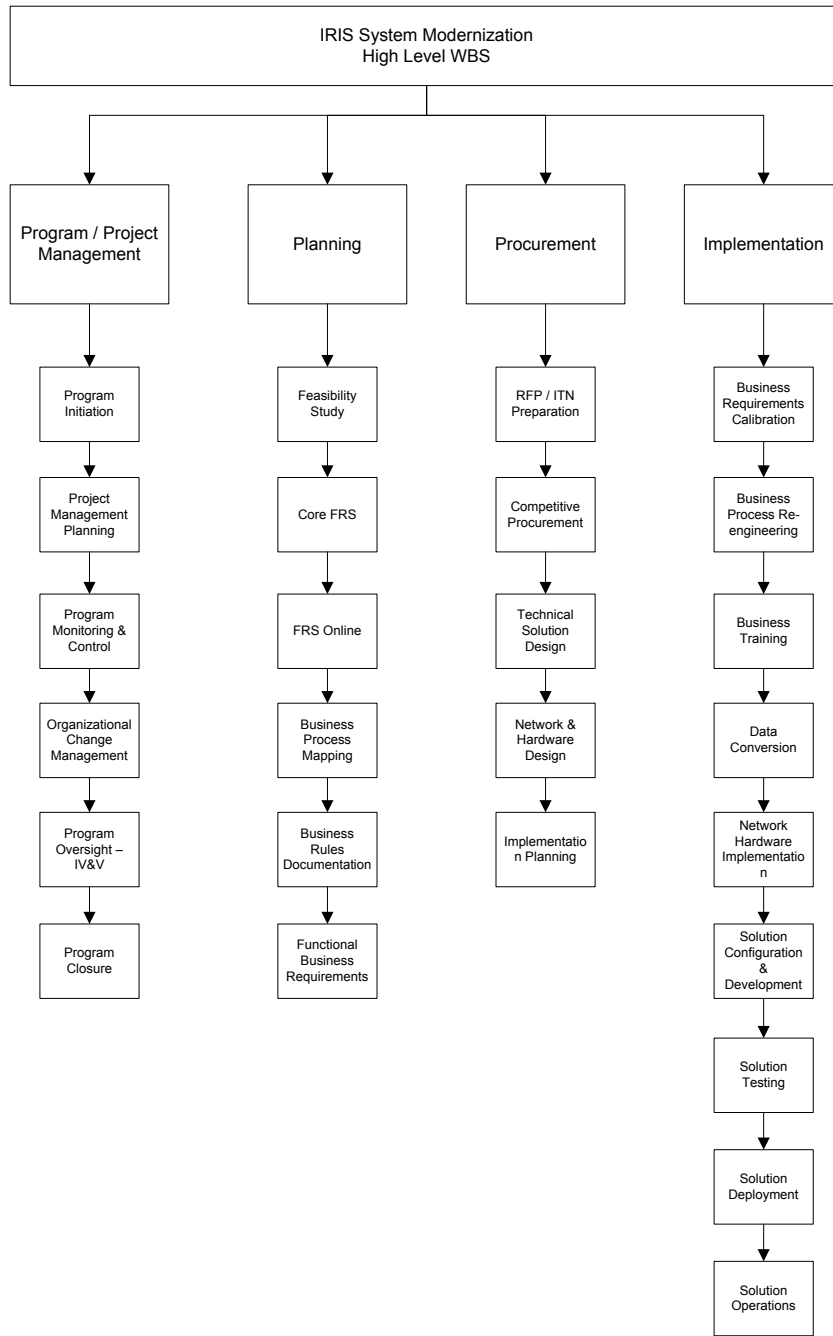 IRIS System Modernization
High Level WBS
Program / Project
Management
Planning
Procurement
Implementation
Program
Initiation
Project
Management
Planning
Program
Monitoring &
Control
Organizational
Change
Management
Program
Oversight –
IV&V
Program
Closure
Feasibility
Study
Core FRS
FRS Online
Business
Process
Mapping
Business
Rules
Documentation
Functional
Business
Requirements
RFP / ITN
Preparation
Competitive
Procurement
Technical
Solution
Design
Network &
Hardware
Design
Implementatio
n Planning
Business
Requirements
Calibration
Business
Process Re-
engineering
Business
Training
Data
Conversion
Network
Hardware
Implementatio
n
Solution
Configuration
&
Development
Solution
Testing
Solution
Deployment
Solution
Operations